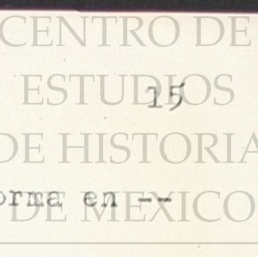 CENTRO DE
ESTUDIOS
15
DE HISTORIA
orma en --
DE MEXICO